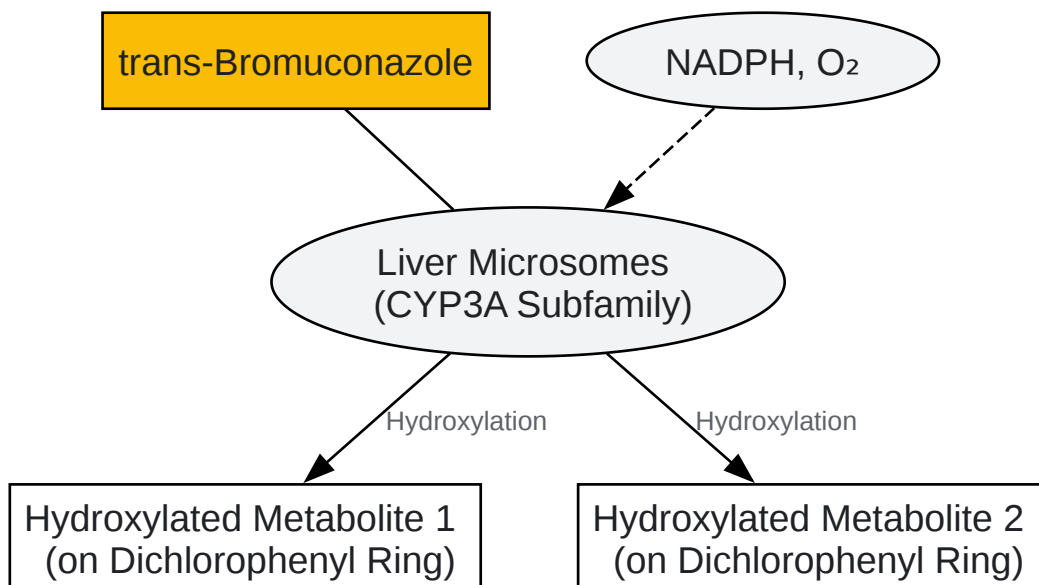 trans-Bromuconazole
NADPH, O₂
Liver Microsomes
(CYP3A Subfamily)
Hydroxylation
Hydroxylation
Hydroxylated Metabolite 1
(on Dichlorophenyl Ring)
Hydroxylated Metabolite 2
(on Dichlorophenyl Ring)